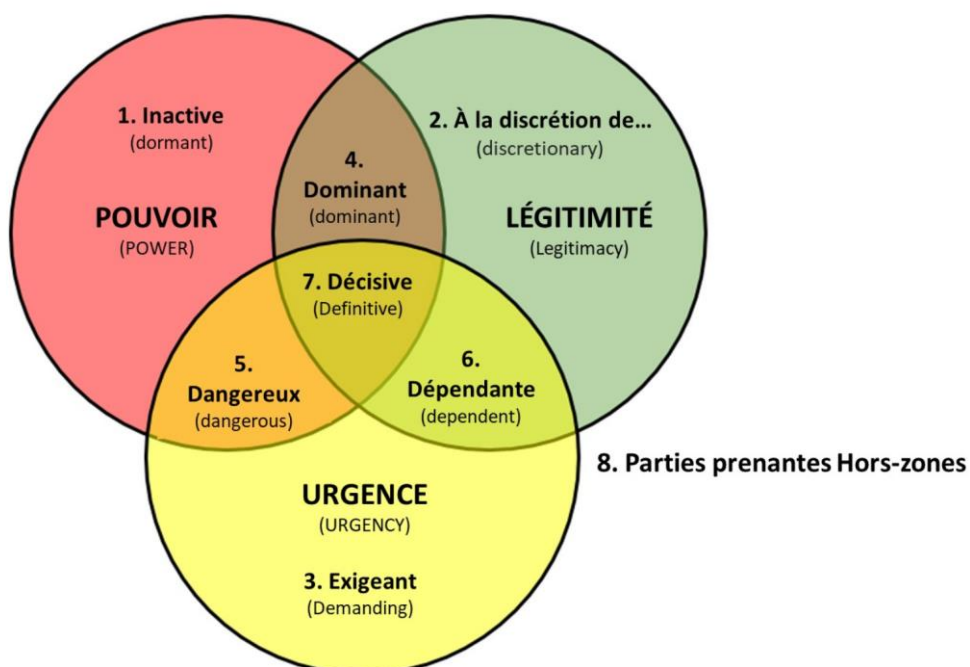 1. Inactive
(dormant)
2. À la discrétion de...
(discretionary)
4.
Dominant
(dominant)
POUVOIR
(POWER)
LÉGITIMITÉ
(Legitimacy)
7. Décisive
(Definitive)
5.
Dangereux
(dangerous)
6.
Dépendante
(dependent)
8. Parties prenantes Hors-zones
URGENCE
(URGENCY)
3. Exigeant
(Demanding)